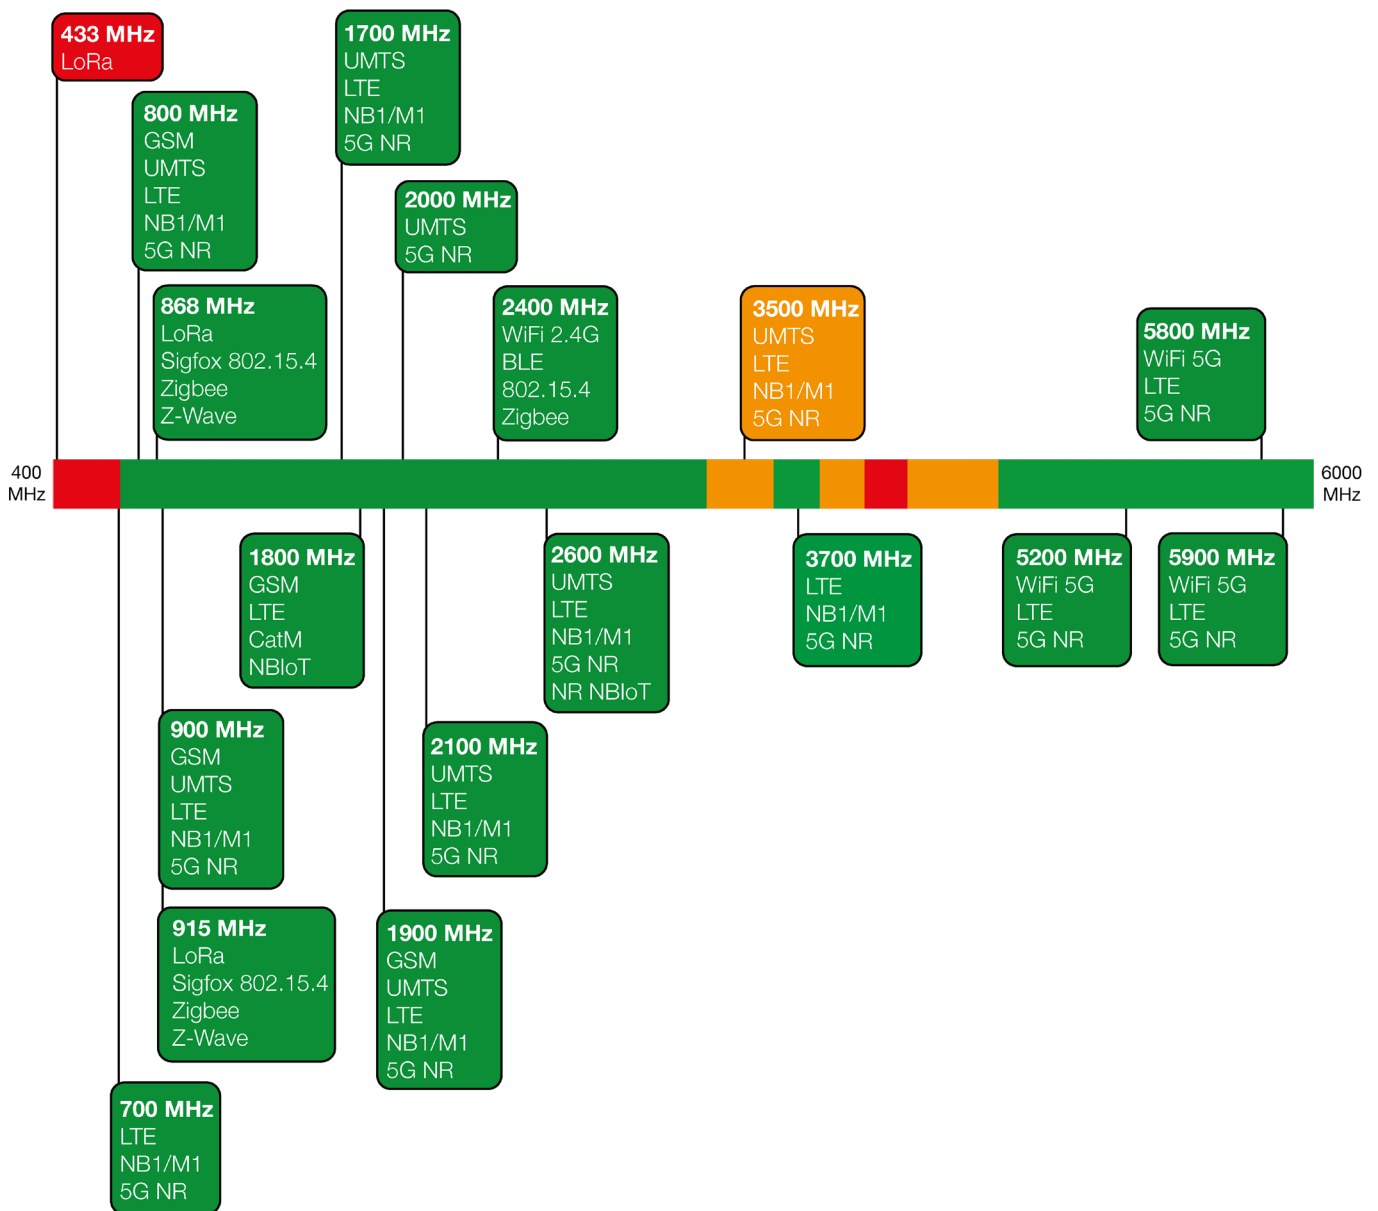 433 MHz
LoRa
1700 MHz
UMTS
LTE
NB1/M1
5G NR
800 MHz
GSM
UMTS
LTE
NB1/M1
5G NR
2000 MHz
UMTS
5G NR
868 MHz
LoRa
Sigfox 802.15.4
Zigbee
Z-Wave
2400 MHz
WiFi 2.4G
BLE
802.15.4
Zigbee
3500 MHz
UMTS
LTE
NB1/M1
5G NR
5800 MHz
WiFi 5G
LTE
5G NR
400
MHz
6000
MHz
1800 MHz
GSM
LTE
CatM
NBIoT
2600 MHz
UMTS
LTE
NB1/M1
5G NR
NR NBIoT
3700 MHz
LTE
NB1/M1
5G NR
5200 MHz
WiFi 5G
LTE
5G NR
5900 MHz
WiFi 5G
LTE
5G NR
900 MHz
GSM
UMTS
LTE
NB1/M1
5G NR
2100 MHz
UMTS
LTE
NB1/M1
5G NR
915 MHz
LoRa
Sigfox 802.15.4
Zigbee
Z-Wave
1900 MHz
GSM
UMTS
LTE
NB1/M1
5G NR
700 MHz
LTE
NB1/M1
5G NR